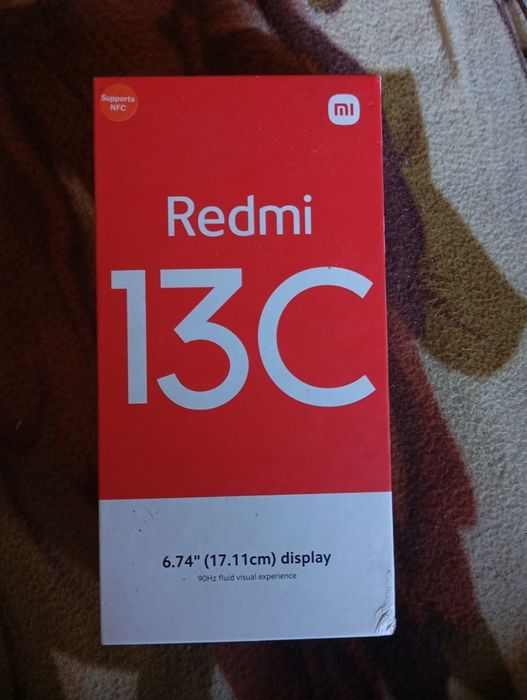 Supports
NFC
mi
Redmi
13C
6.74" (17.11cm) display
90Hz fluid visual experience